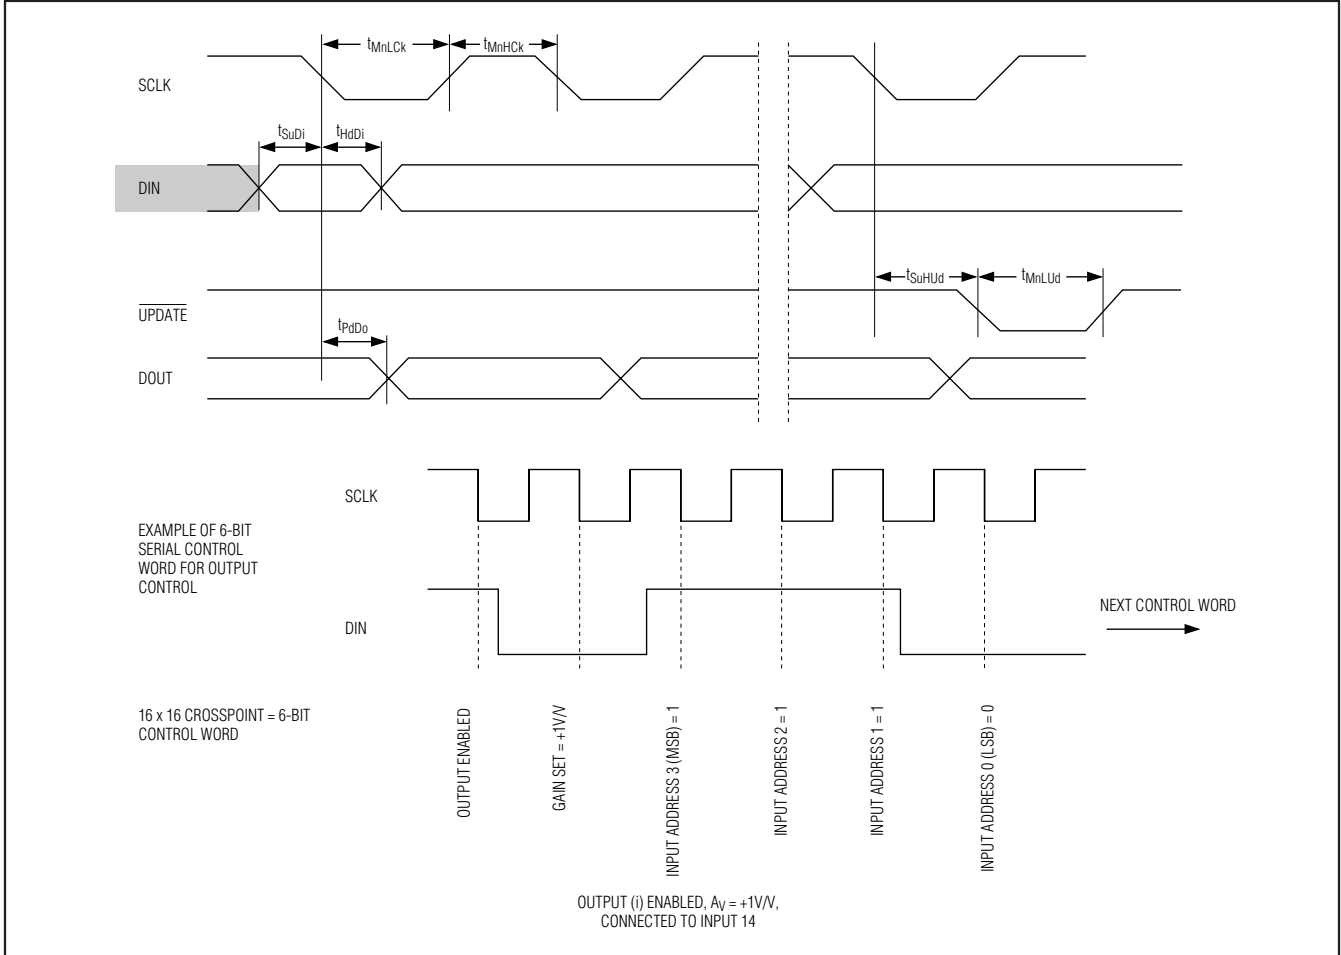 tMnLCk
tMnHCk
SCLK
tSuDi
tHdDi
DIN
tSuHUd
tMnLUd
UPDATE
tPdDo
DOUT
SCLK
EXAMPLE OF 6-BIT
SERIAL CONTROL
WORD FOR OUTPUT
CONTROL
DIN
NEXT CONTROL WORD
16 x 16 CROSSPOINT = 6-BIT
CONTROL WORD
OUTPUT ENABLED
GAIN SET = +1V/V
INPUT ADDRESS 3 (MSB) = 1
INPUT ADDRESS 2 = 1
INPUT ADDRESS 1 = 1
INPUT ADDRESS 0 (LSB) = 0
OUTPUT (i) ENABLED, AV = +1V/V,
CONNECTED TO INPUT 14